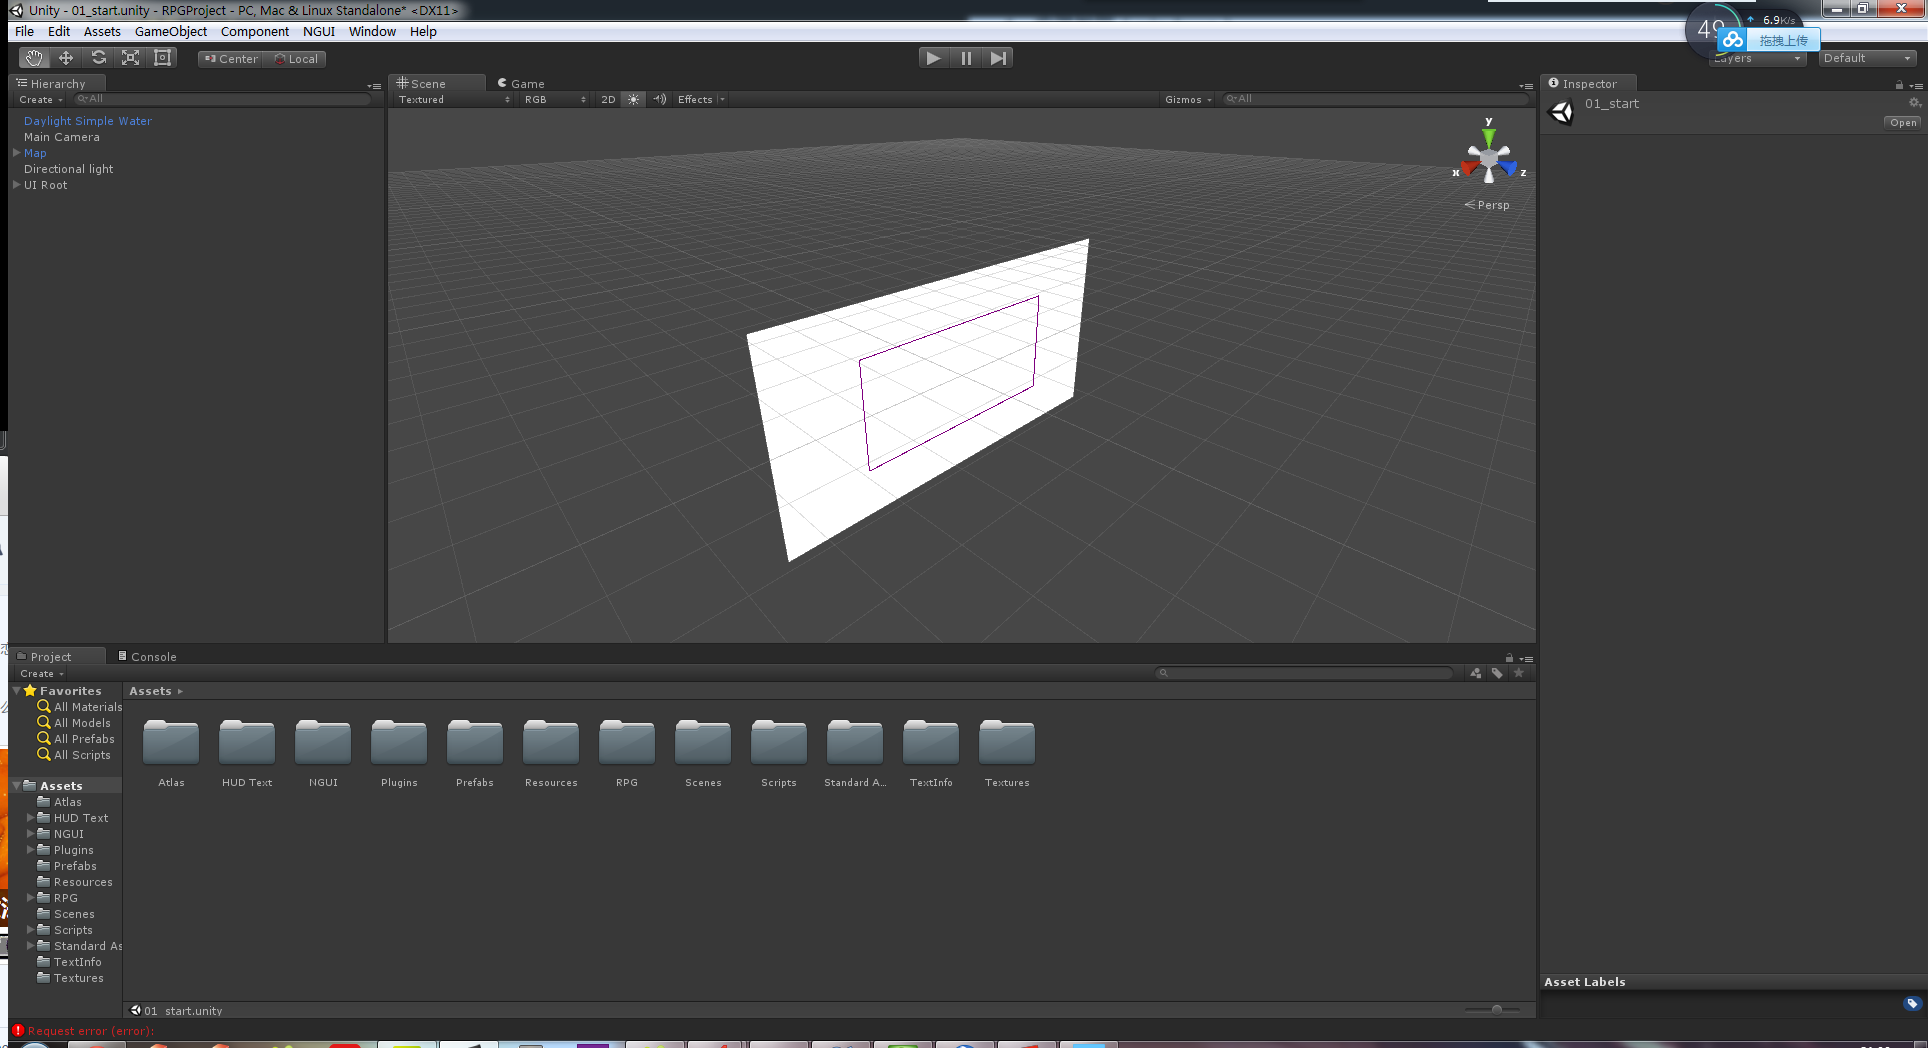 Unity - 01_start.unity - RPGProject - PC, Mac & Linux Standalone* <DX11>
6.9K/s
File Edit Assets GameObject Component NGUI Window Help
拖拽上传
Center Local
Layers Default
Hierarchy
Create All
Daylight Simple Water
Main Camera
Map
Directional light
UI Root
Scene Game
Textured RGB 2D Effects Gizmos All
y
x z
Persp
Inspector
01_start
Open
Project Console
Create
Favorites
All Materials
All Models
All Prefabs
All Scripts
Assets
Atlas
HUD Text
NGUI
Plugins
Prefabs
Resources
RPG
Scenes
Scripts
Standard As
TextInfo
Textures
Assets
Atlas HUD Text NGUI Plugins Prefabs Resources RPG Scenes Scripts Standard A... TextInfo Textures
01_start.unity
Asset Labels
Request error (error):